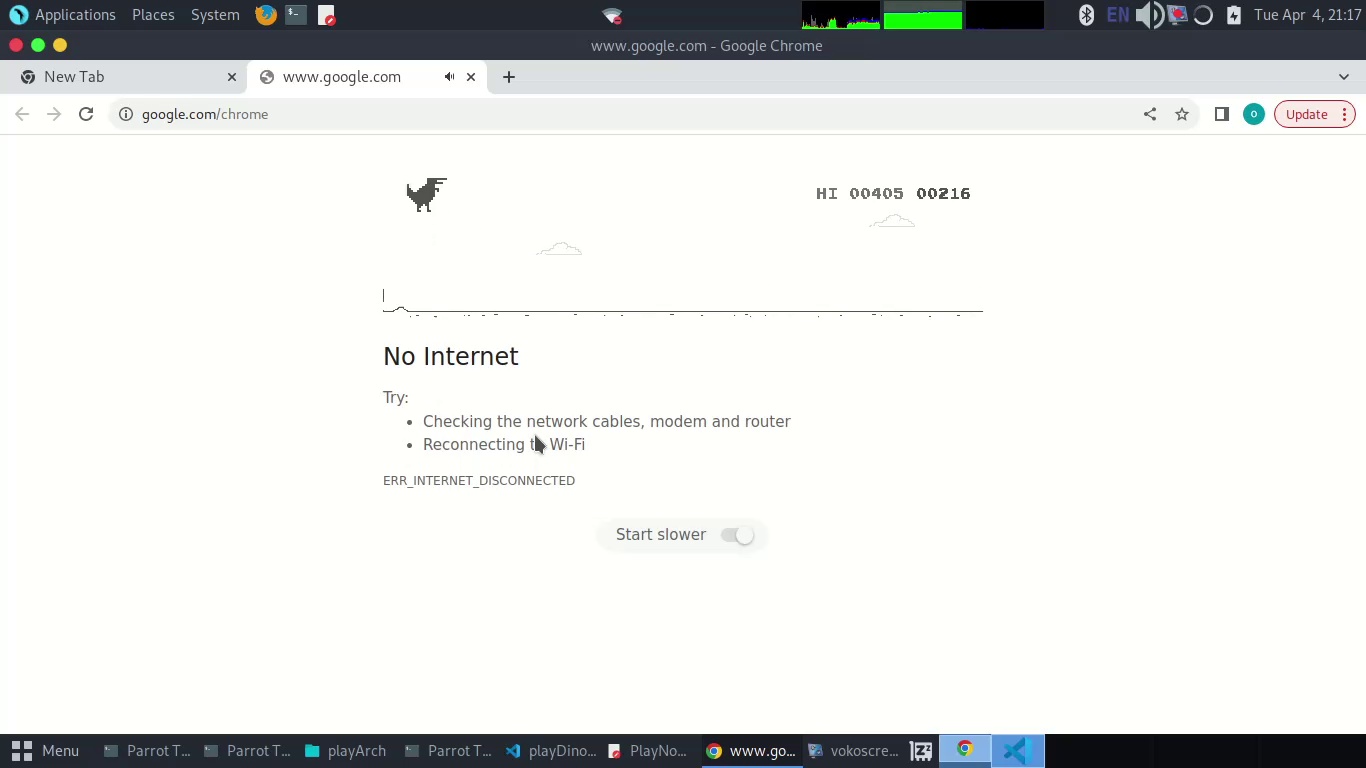 Applications Places System EN Tue Apr 4, 21:17
www.google.com - Google Chrome
New Tab www.google.com
google.com/chrome o Update
HI 00405 00216
No Internet
Try:
Checking the network cables, modem and router
Reconnecting Wi-Fi
ERR_INTERNET_DISCONNECTED
Start slower
Menu Parrot T... Parrot T... playArch Parrot T... playDino... PlayNo... www.go... vokoscre...